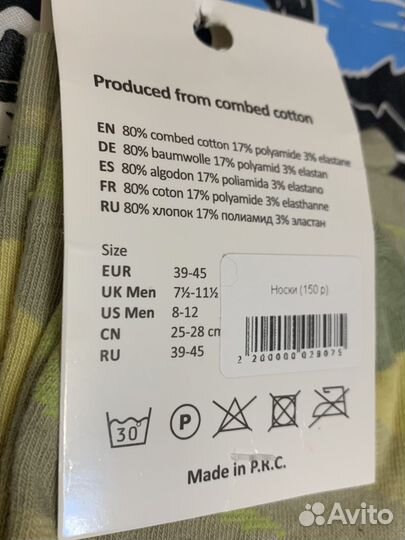 Produced from combed cotton
EN 80% combed cotton 17% polyamide 3% elastane
DE 80% baumwolle 17% polyamid 3% elastan
ES 80% algodon 17% poliamida 3% elastano
FR 80% coton 17% polyamide 3% elasthanne
RU 80% хлопок 17% полиамид 3% эластан
Size
EUR 39-45
UK Men 7½-11½
US Men 8-12
CN 25-28 cm
RU 39-45
Носки (150 р)
2 200000 029075
30° P
Made in P.R.C.
Avito